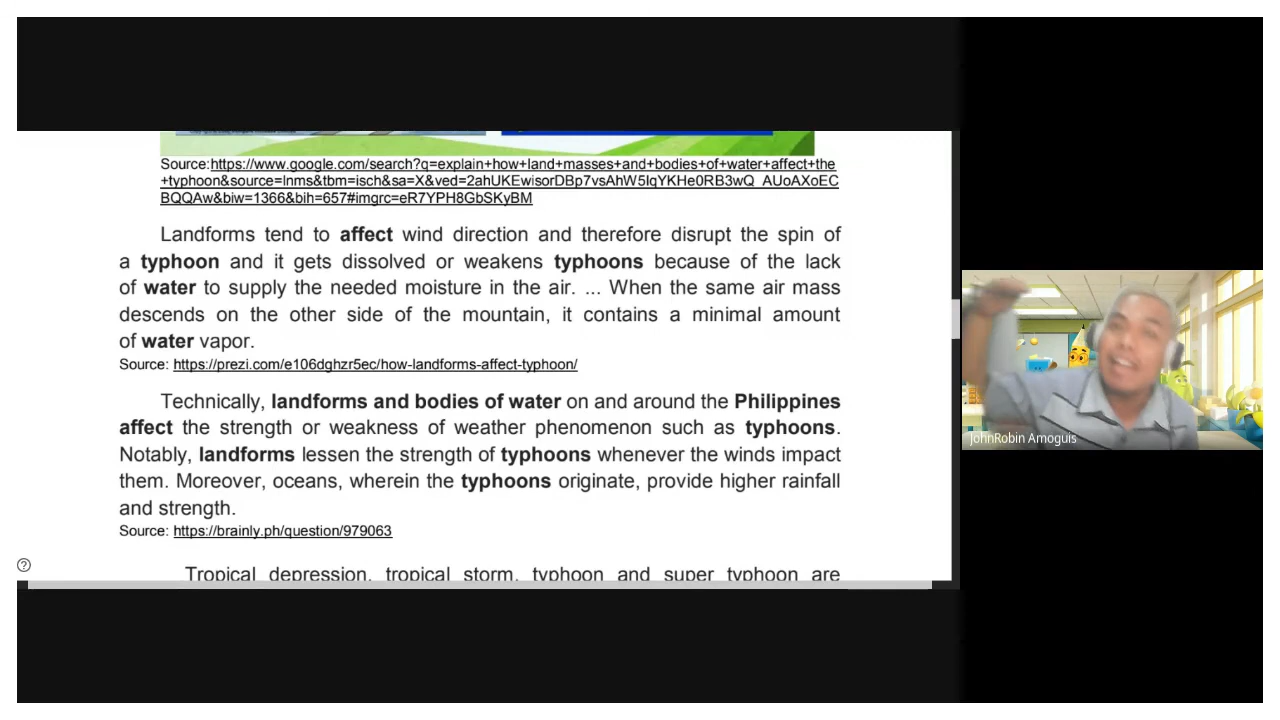 Source:https://www.google.com/search?q=explain+how+land+masses+and+bodies+of+water+affect+the
+typhoon&source=lnms&tbm=isch&sa=X&ved=2ahUKEwisorDBp7vsAhW5IqYKHe0RB3wQ_AUoAXoEC
BQQAw&biw=1366&bih=657#imgrc=eR7YPH8GbSKyBM
Landforms tend to affect wind direction and therefore disrupt the spin of
a typhoon and it gets dissolved or weakens typhoons because of the lack
of water to supply the needed moisture in the air. ... When the same air mass
descends on the other side of the mountain, it contains a minimal amount
of water vapor.
Source: https://prezi.com/e106dghzr5ec/how-landforms-affect-typhoon/
Technically, landforms and bodies of water on and around the Philippines
affect the strength or weakness of weather phenomenon such as typhoons.
Notably, landforms lessen the strength of typhoons whenever the winds impact
them. Moreover, oceans, wherein the typhoons originate, provide higher rainfall
and strength.
Source: https://brainly.ph/question/979063
Tropical depression, tropical storm, typhoon and super typhoon are
JohnRobin Amoguis